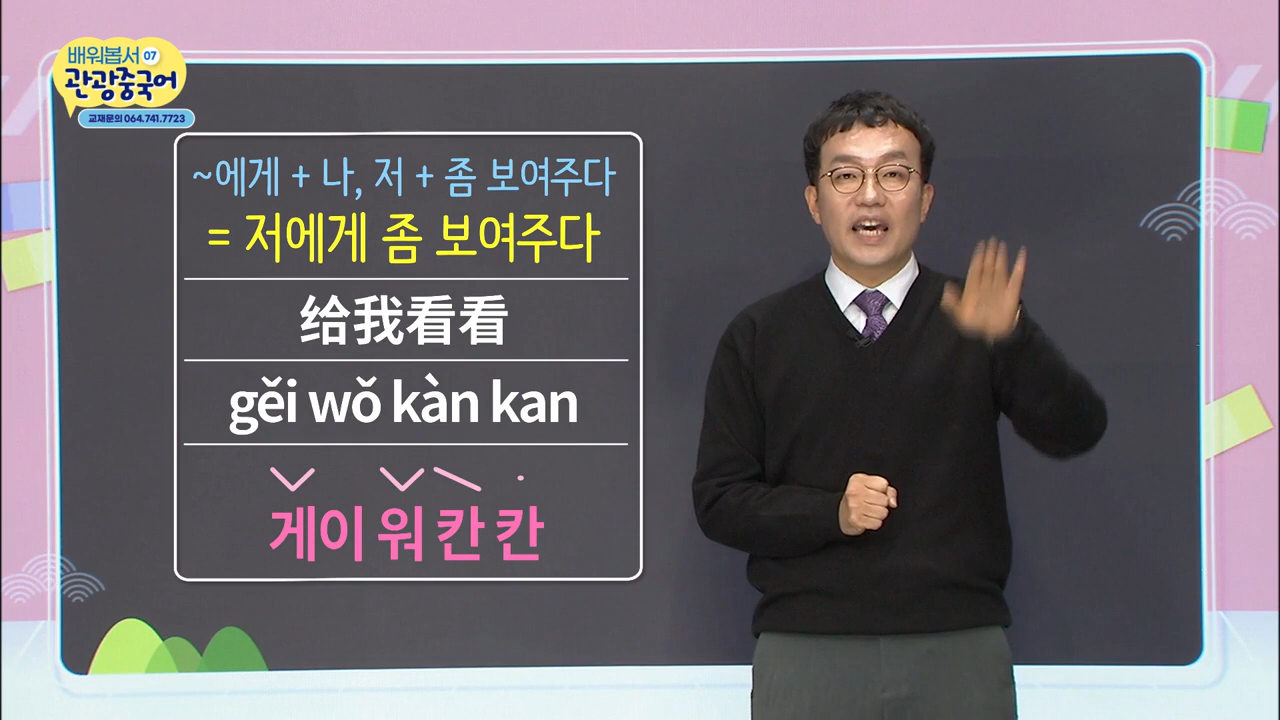 배워봅서 07
관광중국어
교재문의 064.741.7723
~에게 + 나, 저 + 좀 보여주다
= 저에게 좀 보여주다
给我看看
gěi wǒ kàn kan
게이 워 칸 칸